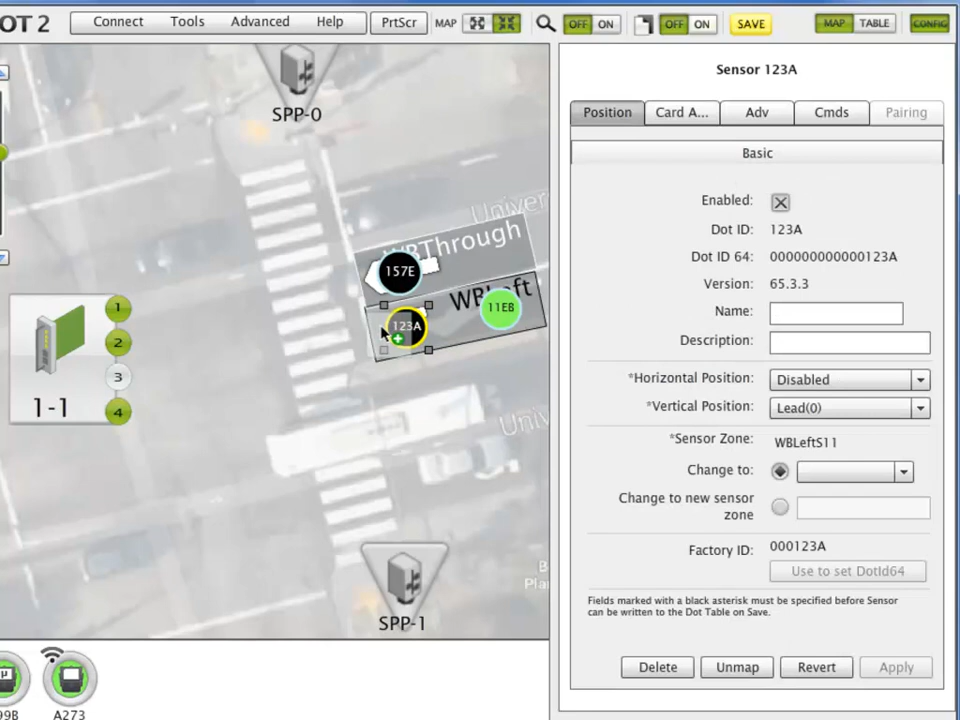 OT 2
Connect Tools Advanced Help PrtScr MAP OFF ON OFF ON SAVE MAP TABLE CONFIG
SPP-0
Univer
WBThrough
157E
WBLeft
11EB
123A
1
2
3
4
1-1
Uni
SPP-1
99B
A273
Sensor 123A
Position Card A... Adv Cmds Pairing
Basic
Enabled:
Dot ID: 123A
Dot ID 64: 000000000000123A
Version: 65.3.3
Name:
Description:
*Horizontal Position: Disabled
*Vertical Position: Lead(0)
*Sensor Zone: WBLeftS11
Change to:
Change to new sensor
zone
Factory ID: 000123A
Use to set DotId64
Fields marked with a black asterisk must be specified before Sensor
can be written to the Dot Table on Save.
Delete Unmap Revert Apply